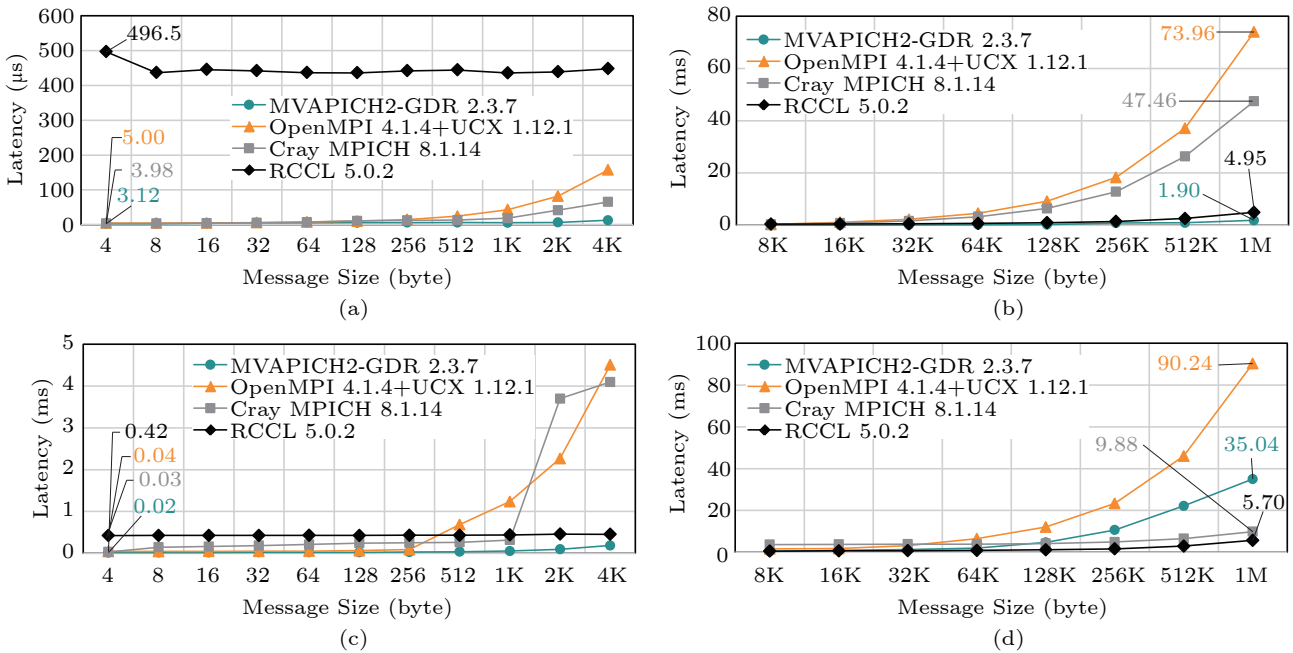 600
500
400
300
200
100
0
Latency (μs)
496.5
5.00
3.98
3.12
MVAPICH2-GDR 2.3.7
OpenMPI 4.1.4+UCX 1.12.1
Cray MPICH 8.1.14
RCCL 5.0.2
4 8 16 32 64 128 256 512 1K 2K 4K
Message Size (byte)
(a)
80
60
40
20
0
Latency (ms)
MVAPICH2-GDR 2.3.7
OpenMPI 4.1.4+UCX 1.12.1
Cray MPICH 8.1.14
RCCL 5.0.2
73.96
47.46
4.95
1.90
8K 16K 32K 64K 128K 256K 512K 1M
Message Size (byte)
(b)
5
4
3
2
1
0
Latency (ms)
MVAPICH2-GDR 2.3.7
OpenMPI 4.1.4+UCX 1.12.1
Cray MPICH 8.1.14
RCCL 5.0.2
0.42
0.04
0.03
0.02
4 8 16 32 64 128 256 512 1K 2K 4K
Message Size (byte)
(c)
100
80
60
40
20
0
Latency (ms)
MVAPICH2-GDR 2.3.7
OpenMPI 4.1.4+UCX 1.12.1
Cray MPICH 8.1.14
RCCL 5.0.2
90.24
9.88
35.04
5.70
8K 16K 32K 64K 128K 256K 512K 1M
Message Size (byte)
(d)